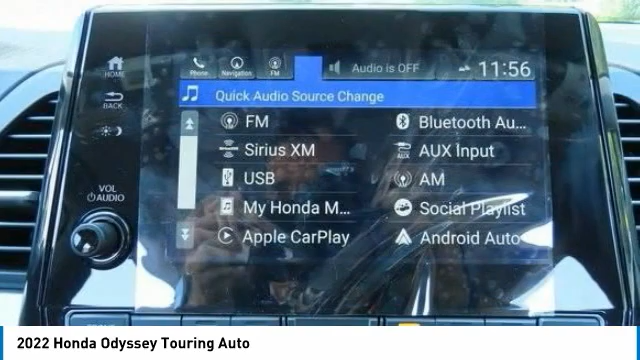 HOME
BACK
VOL
AUDIO
Phone
Navigation
FM
Audio is OFF
11:56
Quick Audio Source Change
FM
Bluetooth Au...
Sirius XM
AUX Input
USB
AM
My Honda M...
Social Playlist
Apple CarPlay
Android Auto
2022 Honda Odyssey Touring Auto